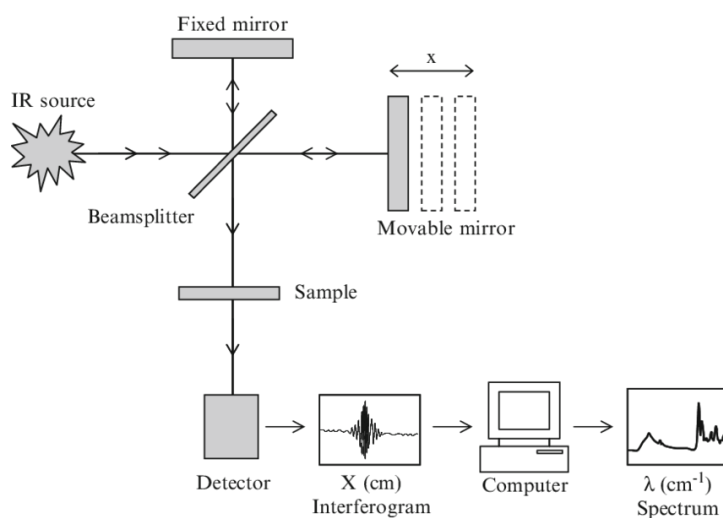 Fixed mirror
x
IR source
Beamsplitter
Movable mirror
Sample
Detector
X (cm)
Interferogram
Computer
λ (cm⁻¹)
Spectrum